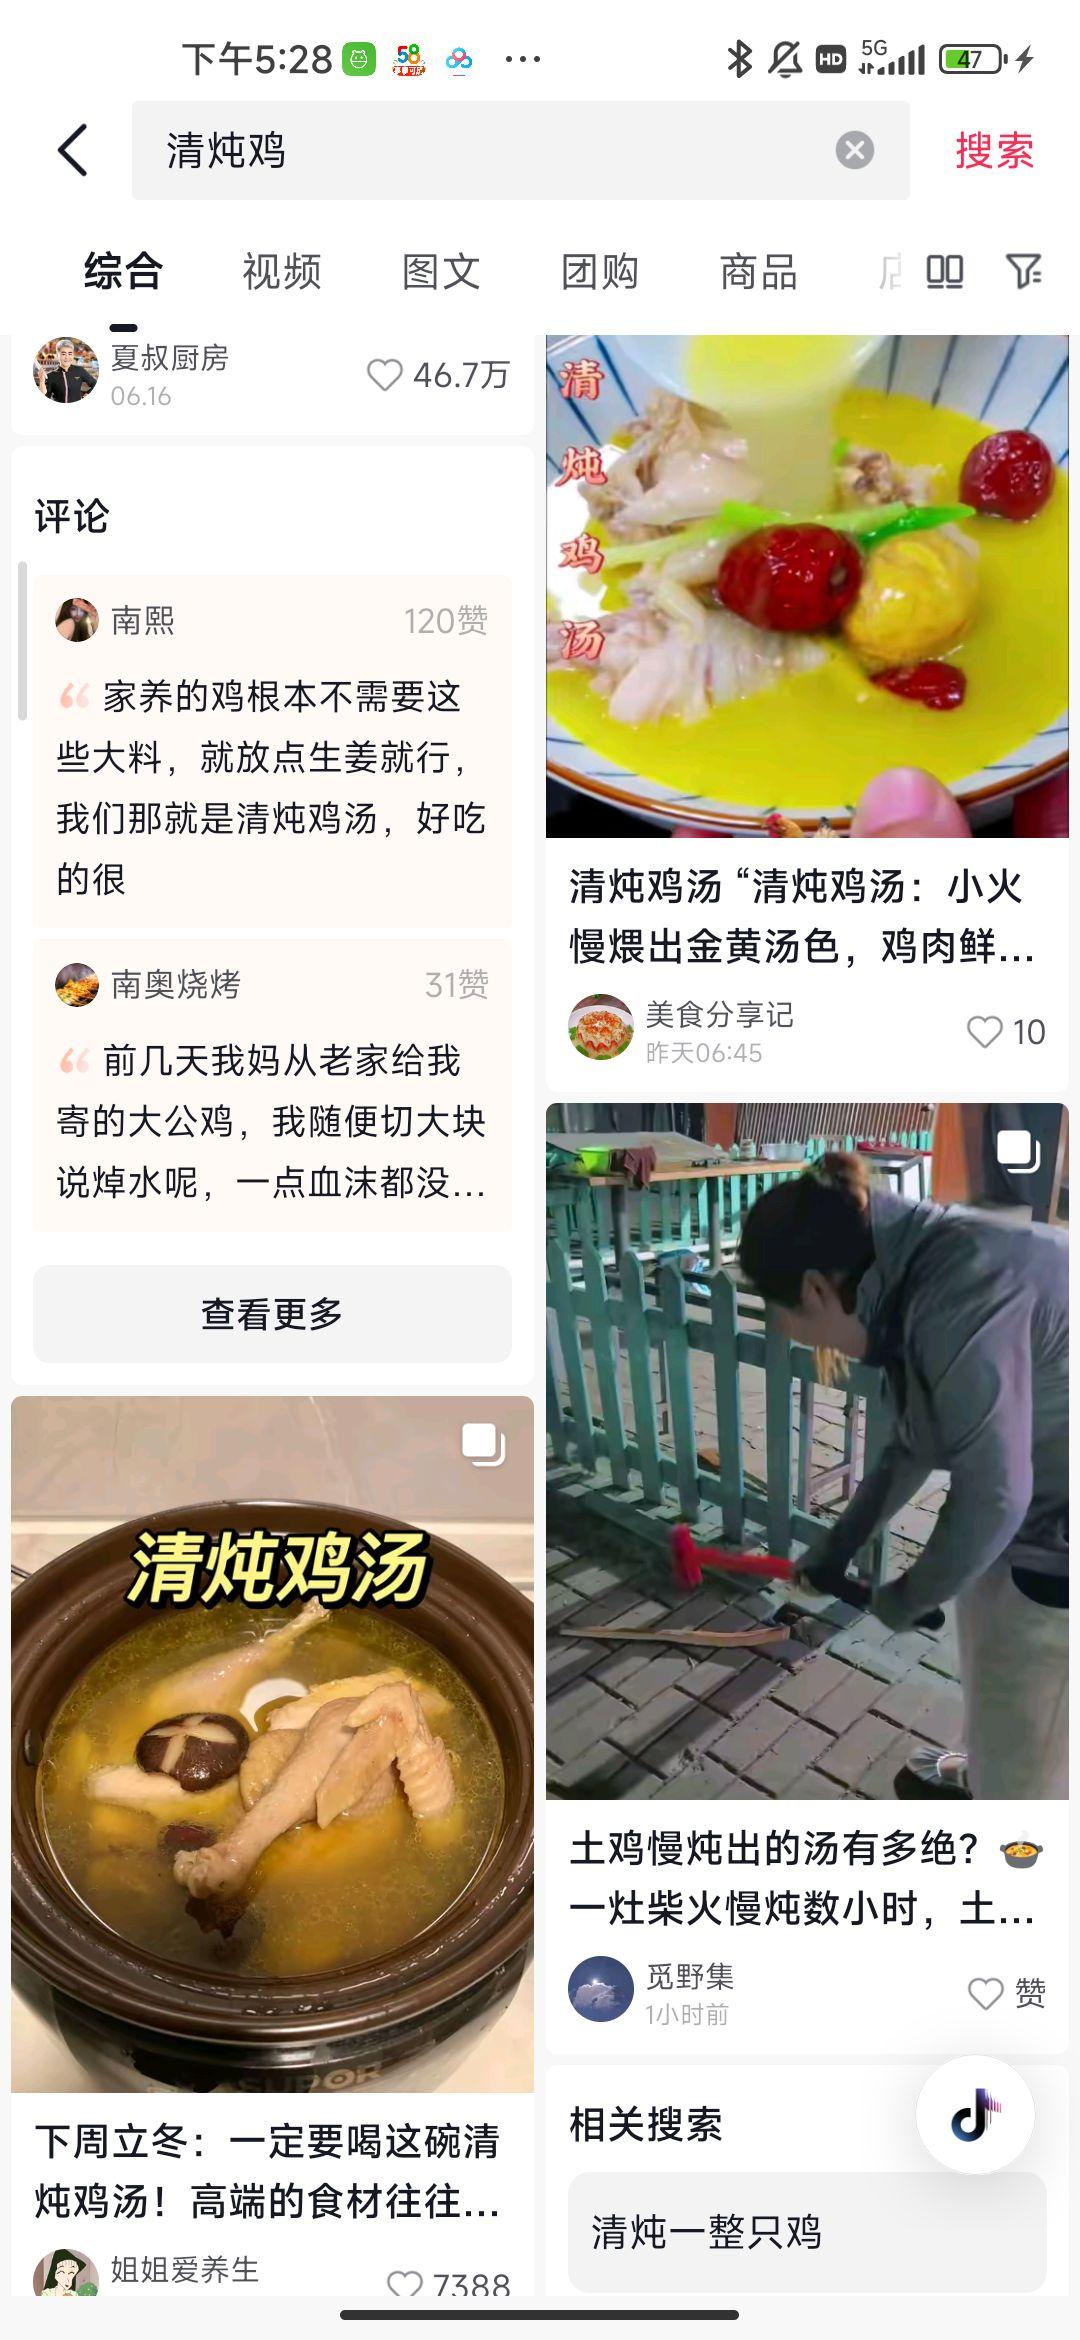 下午5:28
58
...
HD
5G
47
清炖鸡
搜索
综合
视频
图文
团购
商品
夏叔厨房
06.16
46.7万
评论
南熙
120赞
家养的鸡根本不需要这
些大料，就放点生姜就行，
我们那就是清炖鸡汤，好吃
的很
南奥烧烤
31赞
前几天我妈从老家给我
寄的大公鸡，我随便切大块
说焯水呢，一点血沫都没...
查看更多
清炖鸡汤
下周立冬：一定要喝这碗清
炖鸡汤！高端的食材往往...
姐姐爱养生
7388
清
炖
鸡
汤
清炖鸡汤 “清炖鸡汤：小火
慢煨出金黄汤色，鸡肉鲜...
美食分享记
昨天06:45
10
土鸡慢炖出的汤有多绝？🍲
一灶柴火慢炖数小时，土...
觅野集
1小时前
赞
相关搜索
清炖一整只鸡